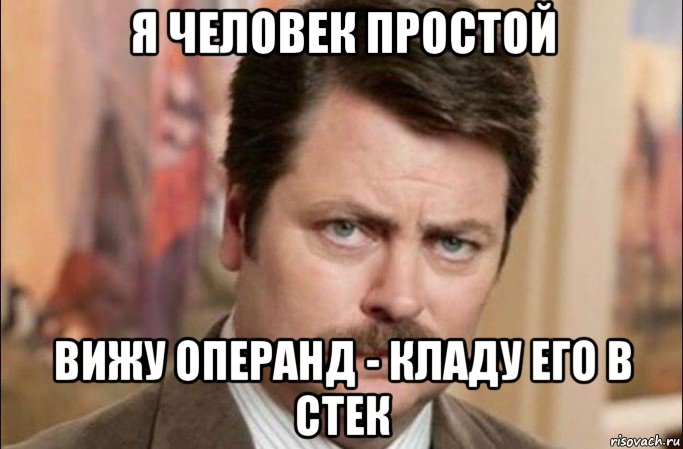 Я ЧЕЛОВЕК ПРОСТОЙ
ВИЖУ ОПЕРАНД - КЛАДУ ЕГО В
СТЕК
risovach.ru